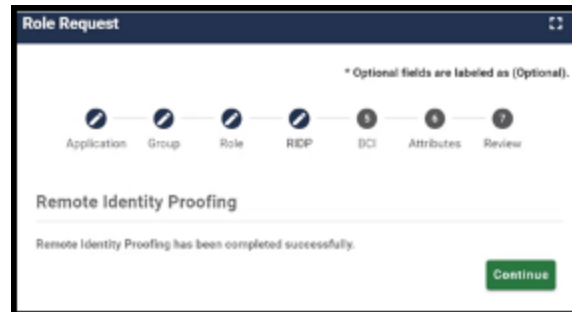 Role Request
* Optional fields are labeled as (Optional).
5 6 7
Application Group Role RIDP BCI Attributes Review
Remote Identity Proofing
Remote Identity Proofing has been completed successfully.
Continue